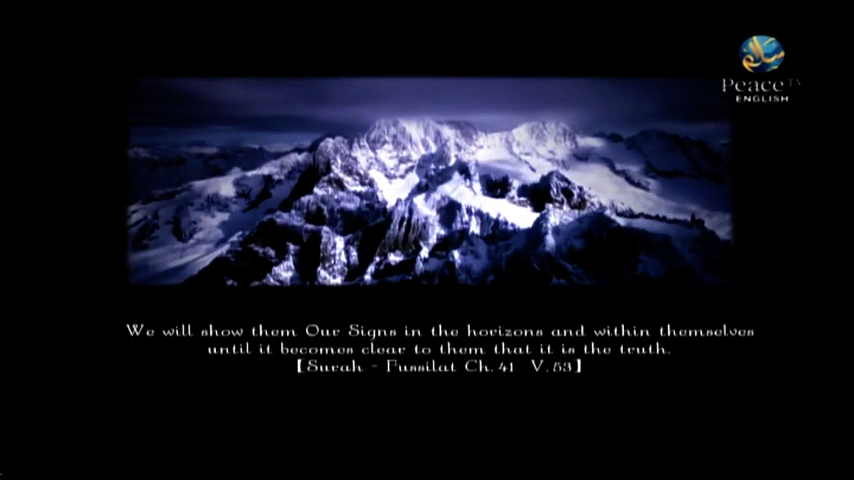 سلام
Peace TV
ENGLISH
We will show them Our Signs in the horizons and within themselves
until it becomes clear to them that it is the truth.
[Surah - Fussilat Ch.41 V.53]